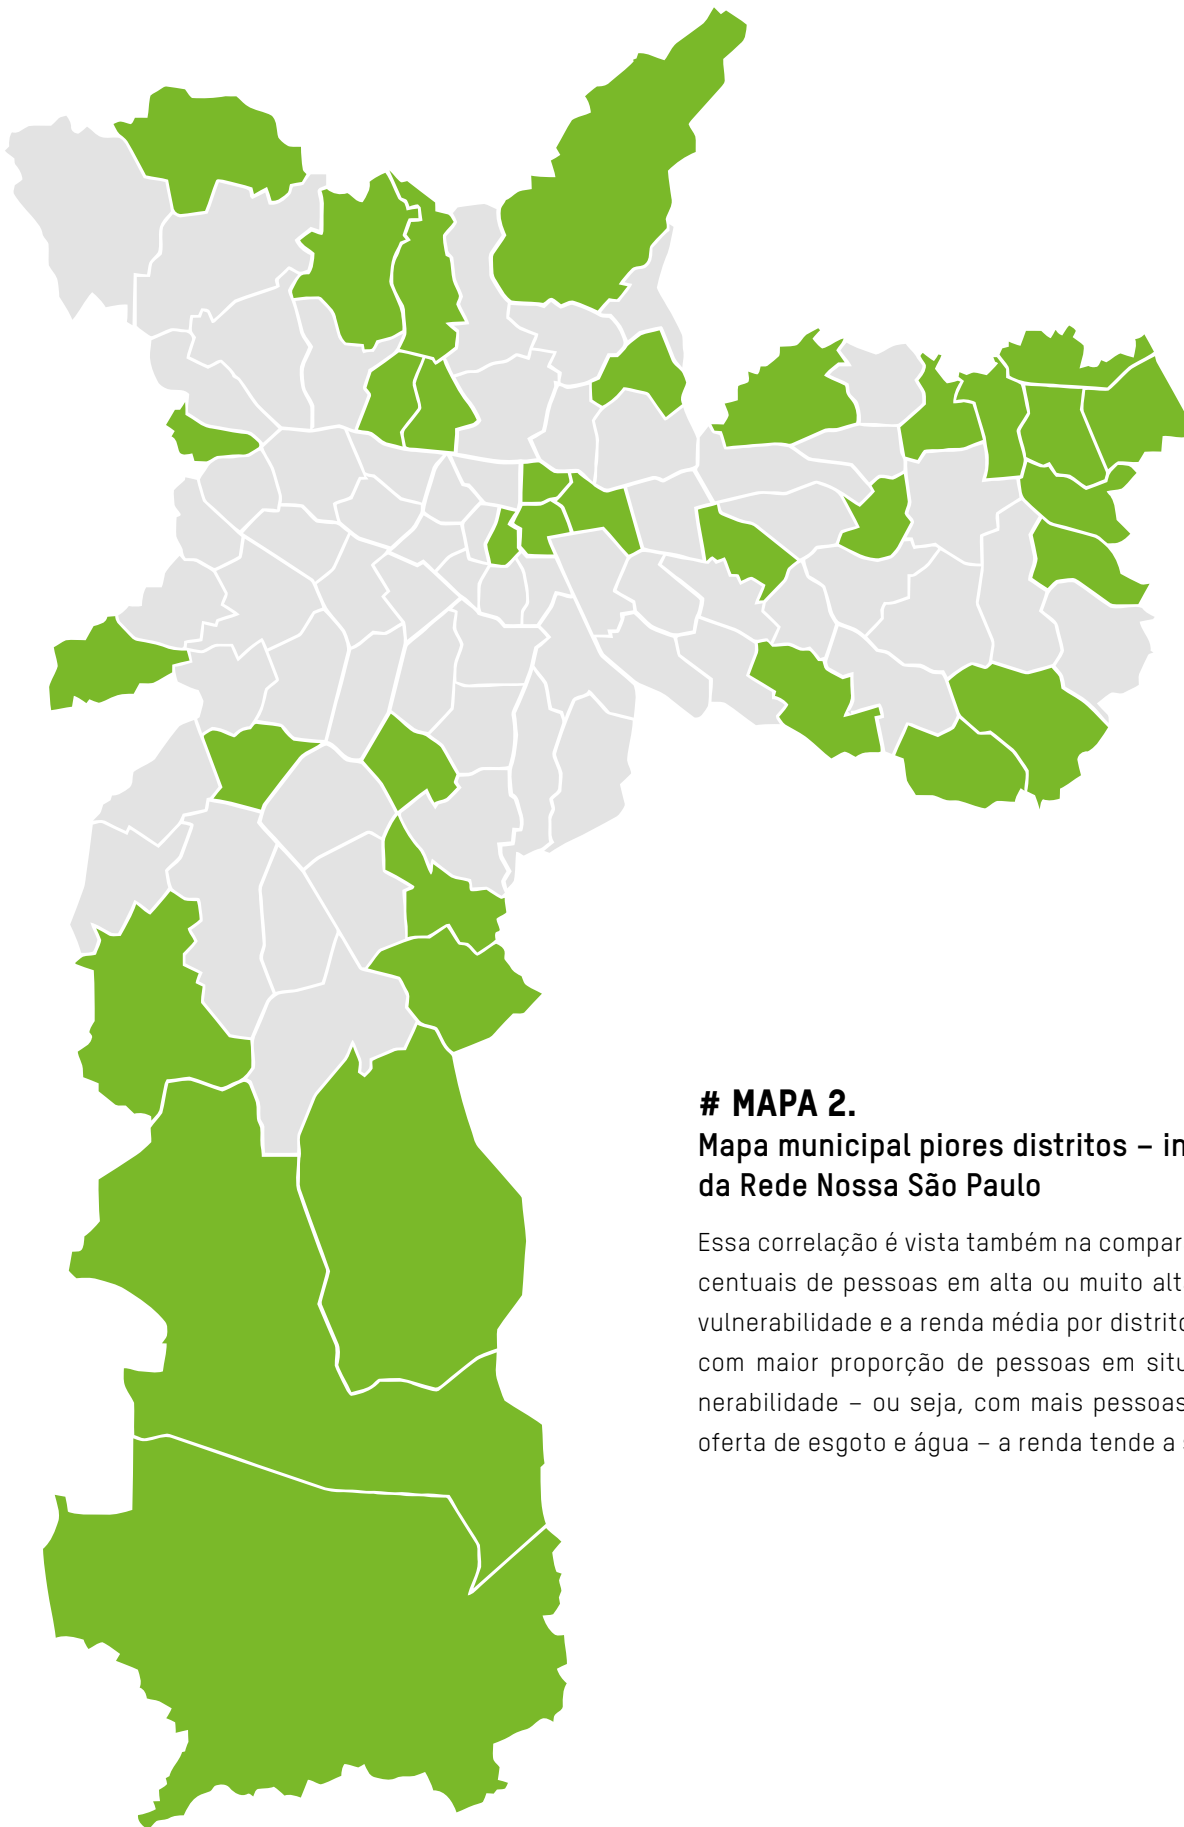 # MAPA 2.
Mapa municipal piores distritos – in
da Rede Nossa São Paulo
Essa correlação é vista também na compar
centuais de pessoas em alta ou muito alt
vulnerabilidade e a renda média por distrito
com maior proporção de pessoas em situ
nerabilidade – ou seja, com mais pessoas
oferta de esgoto e água – a renda tende a